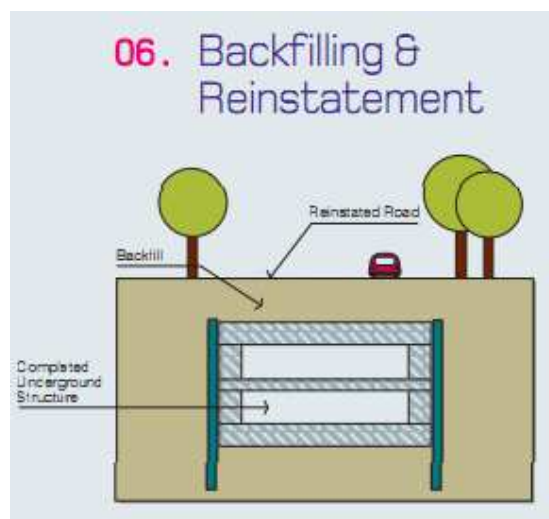 06. Backfilling &
Reinstatement
Reinstated Road
Backfill
Completed
Underground
Structure